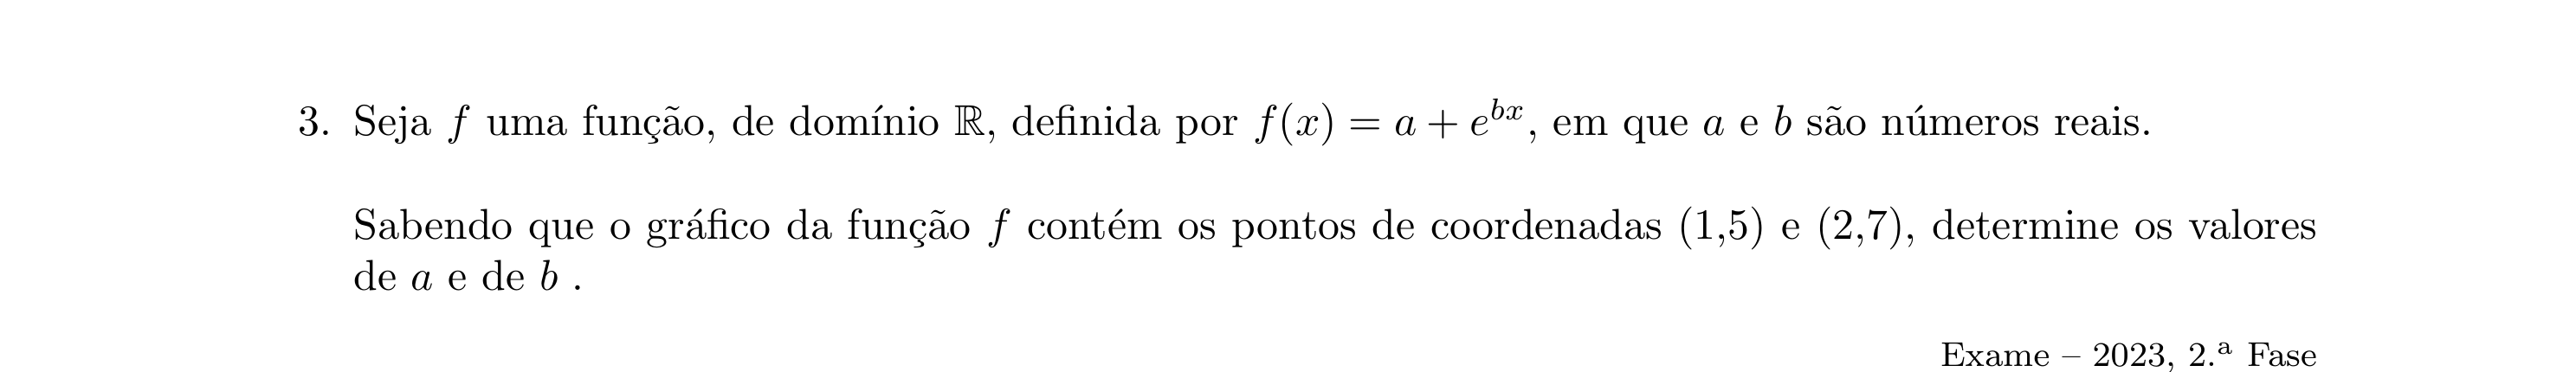 3. Seja f uma função, de domínio ℝ, definida por f(x) = a + e^{bx}, em que a e b são números reais.
Sabendo que o gráfico da função f contém os pontos de coordenadas (1,5) e (2,7), determine os valores
de a e de b .
Exame – 2023, 2.ª Fase